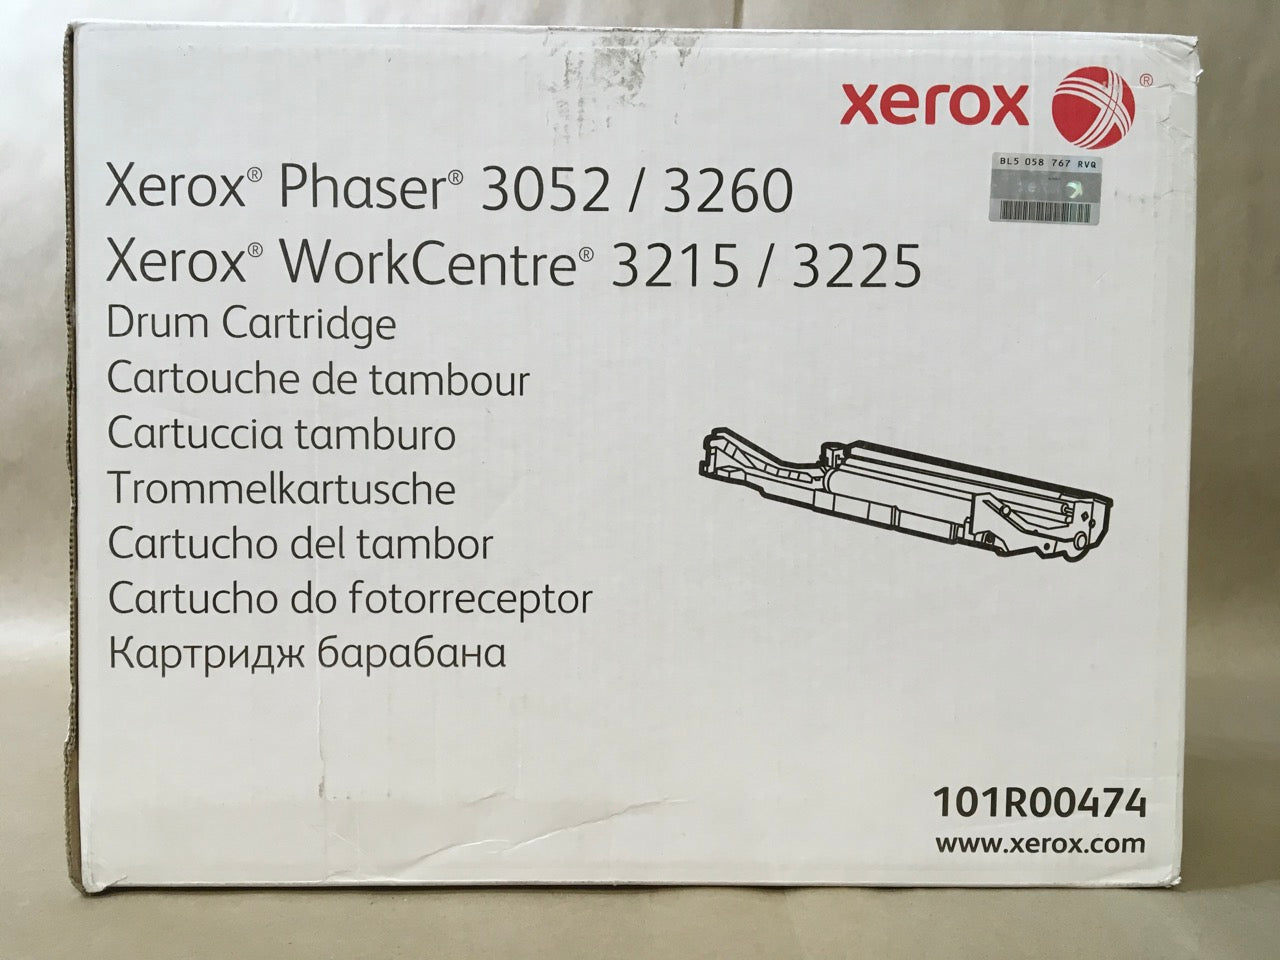 xerox ®
BL5 058 767 RVQ
Xerox® Phaser® 3052 / 3260
Xerox® WorkCentre® 3215 / 3225
Drum Cartridge
Cartouche de tambour
Cartuccia tamburo
Trommelkartusche
Cartucho del tambor
Cartucho do fotorreceptor
Картридж барабана
101R00474
www.xerox.com